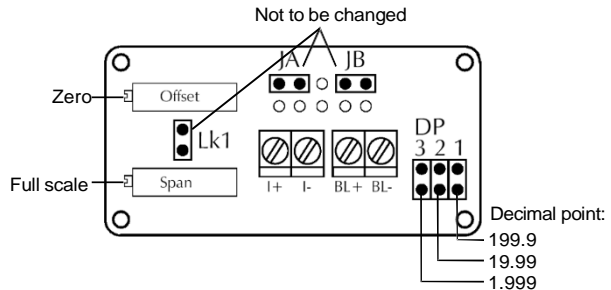 Not to be changed
JA JB
Zero
Offset
Lk1
DP
3 2 1
Full scale
Span
I+ I- BL+ BL-
Decimal point:
199.9
19.99
1.999